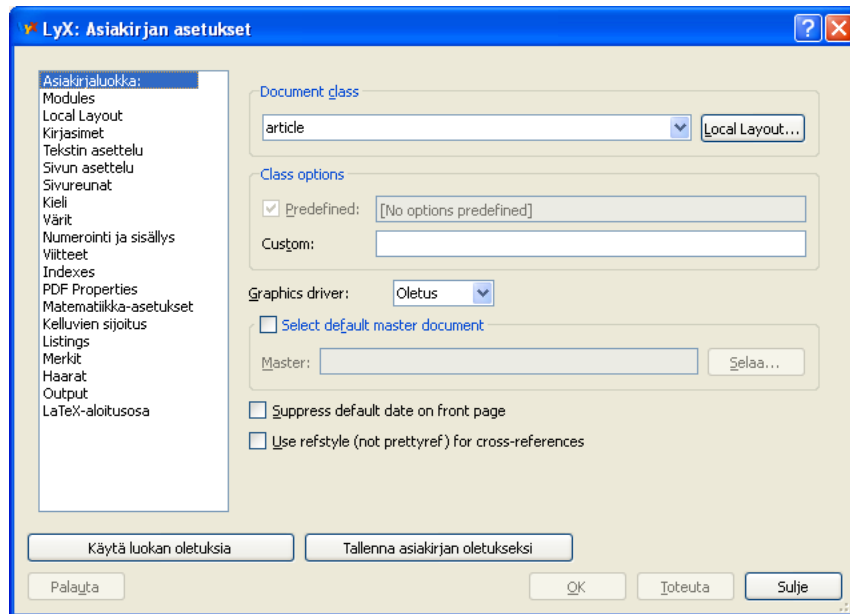 LyX: Asiakirjan asetukset
Asiakirjaluokka:
Modules
Local Layout
Kirjasimet
Tekstin asettelu
Sivun asettelu
Sivureunat
Kieli
Värit
Numerointi ja sisällys
Viitteet
Indexes
PDF Properties
Matematiikka-asetukset
Kelluvien sijoitus
Listings
Merkit
Haarat
Output
LaTeX-aloitusosa
Document class
article
Local Layout...
Class options
Predefined: [No options predefined]
Custom:
Graphics driver: Oletus
Select default master document
Master: Selaa...
Suppress default date on front page
Use refstyle (not prettyref) for cross-references
Käytä luokan oletuksia
Tallenna asiakirjan oletukseksi
Palauta
OK
Toteuta
Sulje